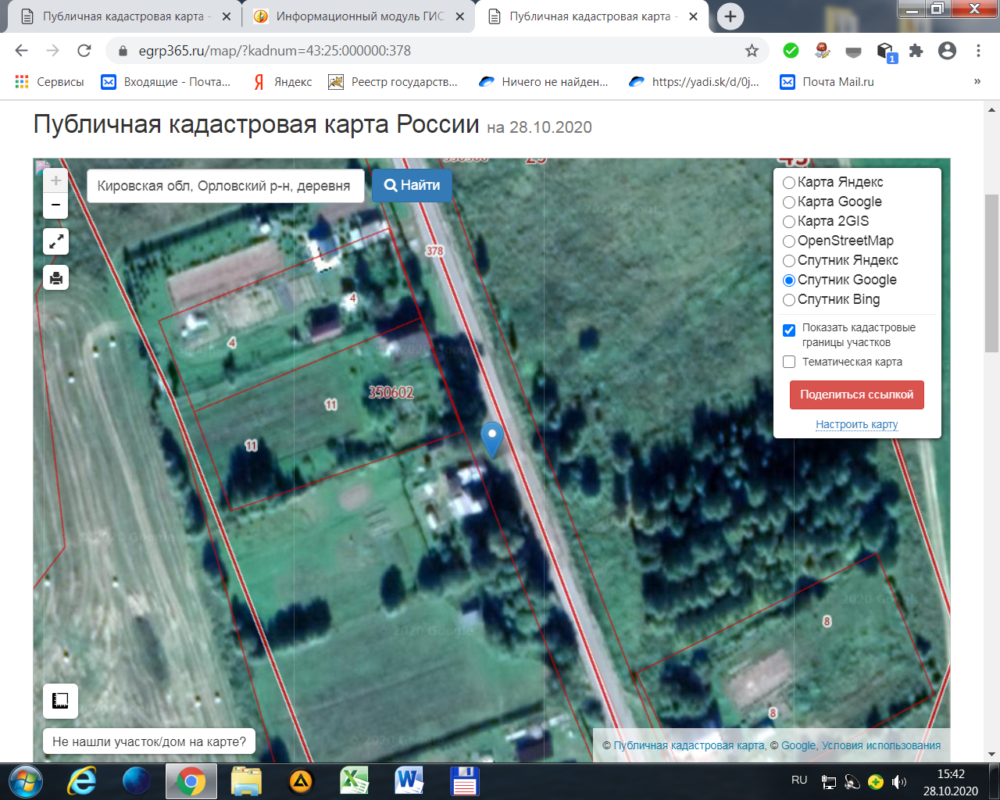 Публичная кадастровая карта -
Информационный модуль ГИС
Публичная кадастровая карта -
egrp365.ru/map/?kadnum=43:25:000000:378
Сервисы
Входящие - Почта...
Яндекс
Реестр государств...
Ничего не найден...
https://yadi.sk/d/0j...
Почта Mail.ru
»
1
Публичная кадастровая карта России на 28.10.2020
Кировская обл, Орловский р-н, деревня
Найти
Карта Яндекс
Карта Google
Карта 2GIS
OpenStreetMap
Спутник Яндекс
Спутник Google
Спутник Bing
Показать кадастровые
границы участков
Тематическая карта
Поделиться ссылкой
Настроить карту
378
4
4
350602
11
11
8
8
Не нашли участок/дом на карте?
© Публичная кадастровая карта, © Google, Условия использования
RU
15:42
28.10.2020